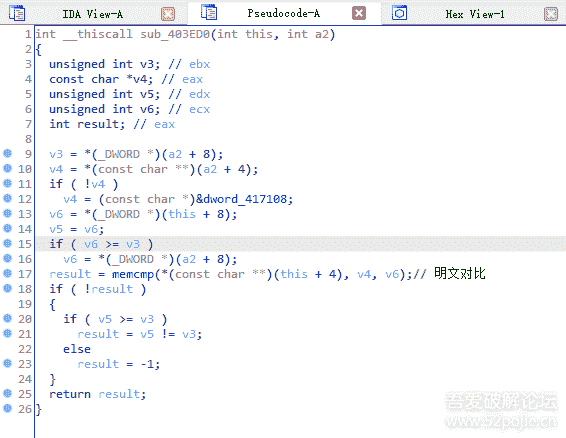 IDA View-A
Pseudocode-A
Hex View-1
1 int __thiscall sub_403ED0(int this, int a2)
2 {
3 unsigned int v3; // ebx
4 const char *v4; // eax
5 unsigned int v5; // edx
6 unsigned int v6; // ecx
7 int result; // eax
8
9 v3 = *(_DWORD *)(a2 + 8);
10 v4 = *(const char **)(a2 + 4);
11 if ( !v4 )
12 v4 = (const char *)&dword_417108;
13 v6 = *(_DWORD *)(this + 8);
14 v5 = v6;
15 if ( v6 >= v3 )
16 v6 = *(_DWORD *)(a2 + 8);
17 result = memcmp(*(const char **)(this + 4), v4, v6);// 明文对比
18 if ( !result )
19 {
20 if ( v5 >= v3 )
21 result = v5 != v3;
22 else
23 result = -1;
24 }
25 return result;
26 }
吾爱破解论坛
www.52pojie.cn